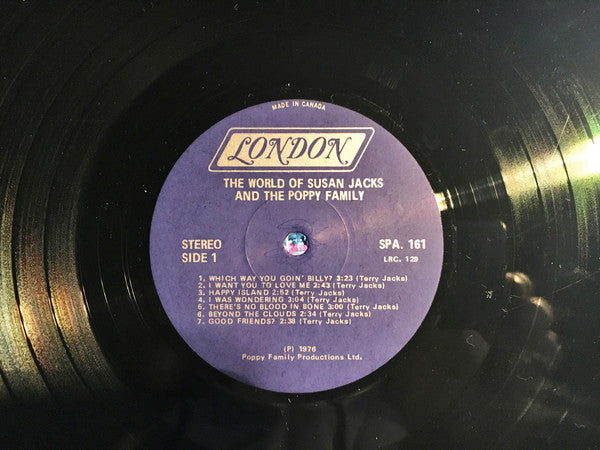 MADE IN CANADA
LONDON
THE WORLD OF SUSAN JACKS
AND THE POPPY FAMILY
STEREO
SIDE 1
SPA. 161
LRC. 129
1. WHICH WAY YOU GOIN' BILLY? 3:23 (Terry Jacks)
2. I WANT YOU TO LOVE ME 2:43 (Terry Jacks)
3. HAPPY ISLAND 2:52 (Terry Jacks)
4. I WAS WONDERING 3:04 (Terry Jacks)
5. THERE'S NO BLOOD IN BONE 3:00 (Terry Jacks)
6. BEYOND THE CLOUDS 2:34 (Terry Jacks)
7. GOOD FRIENDS? 2:38 (Terry Jacks)
(P) 1976
Poppy Family Productions Ltd.